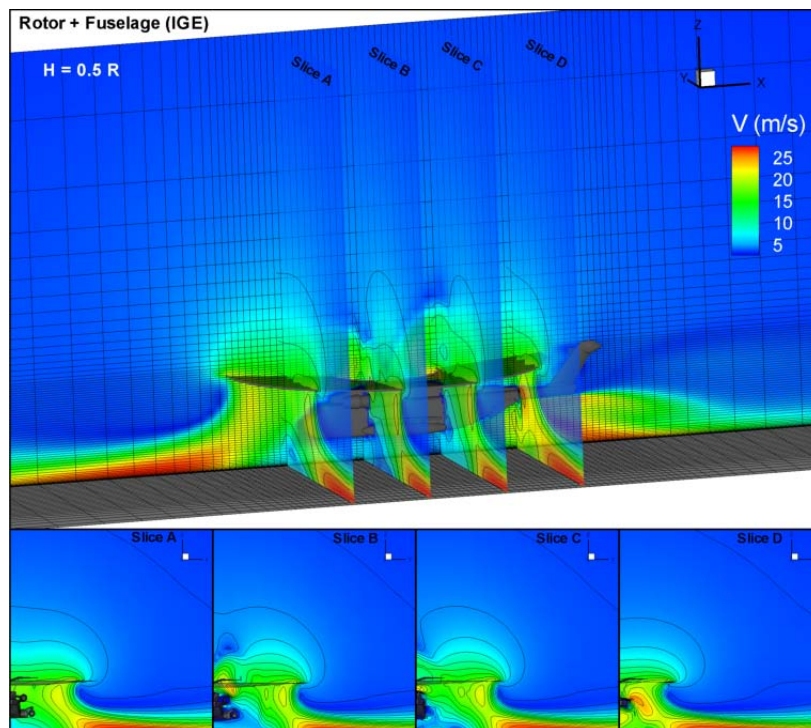 Rotor + Fuselage (IGE)
H = 0.5 R
Slice A
Slice B
Slice C
Slice D
Z
Y
X
V (m/s)
25
20
15
10
5
Slice A
Slice B
Slice C
Slice D